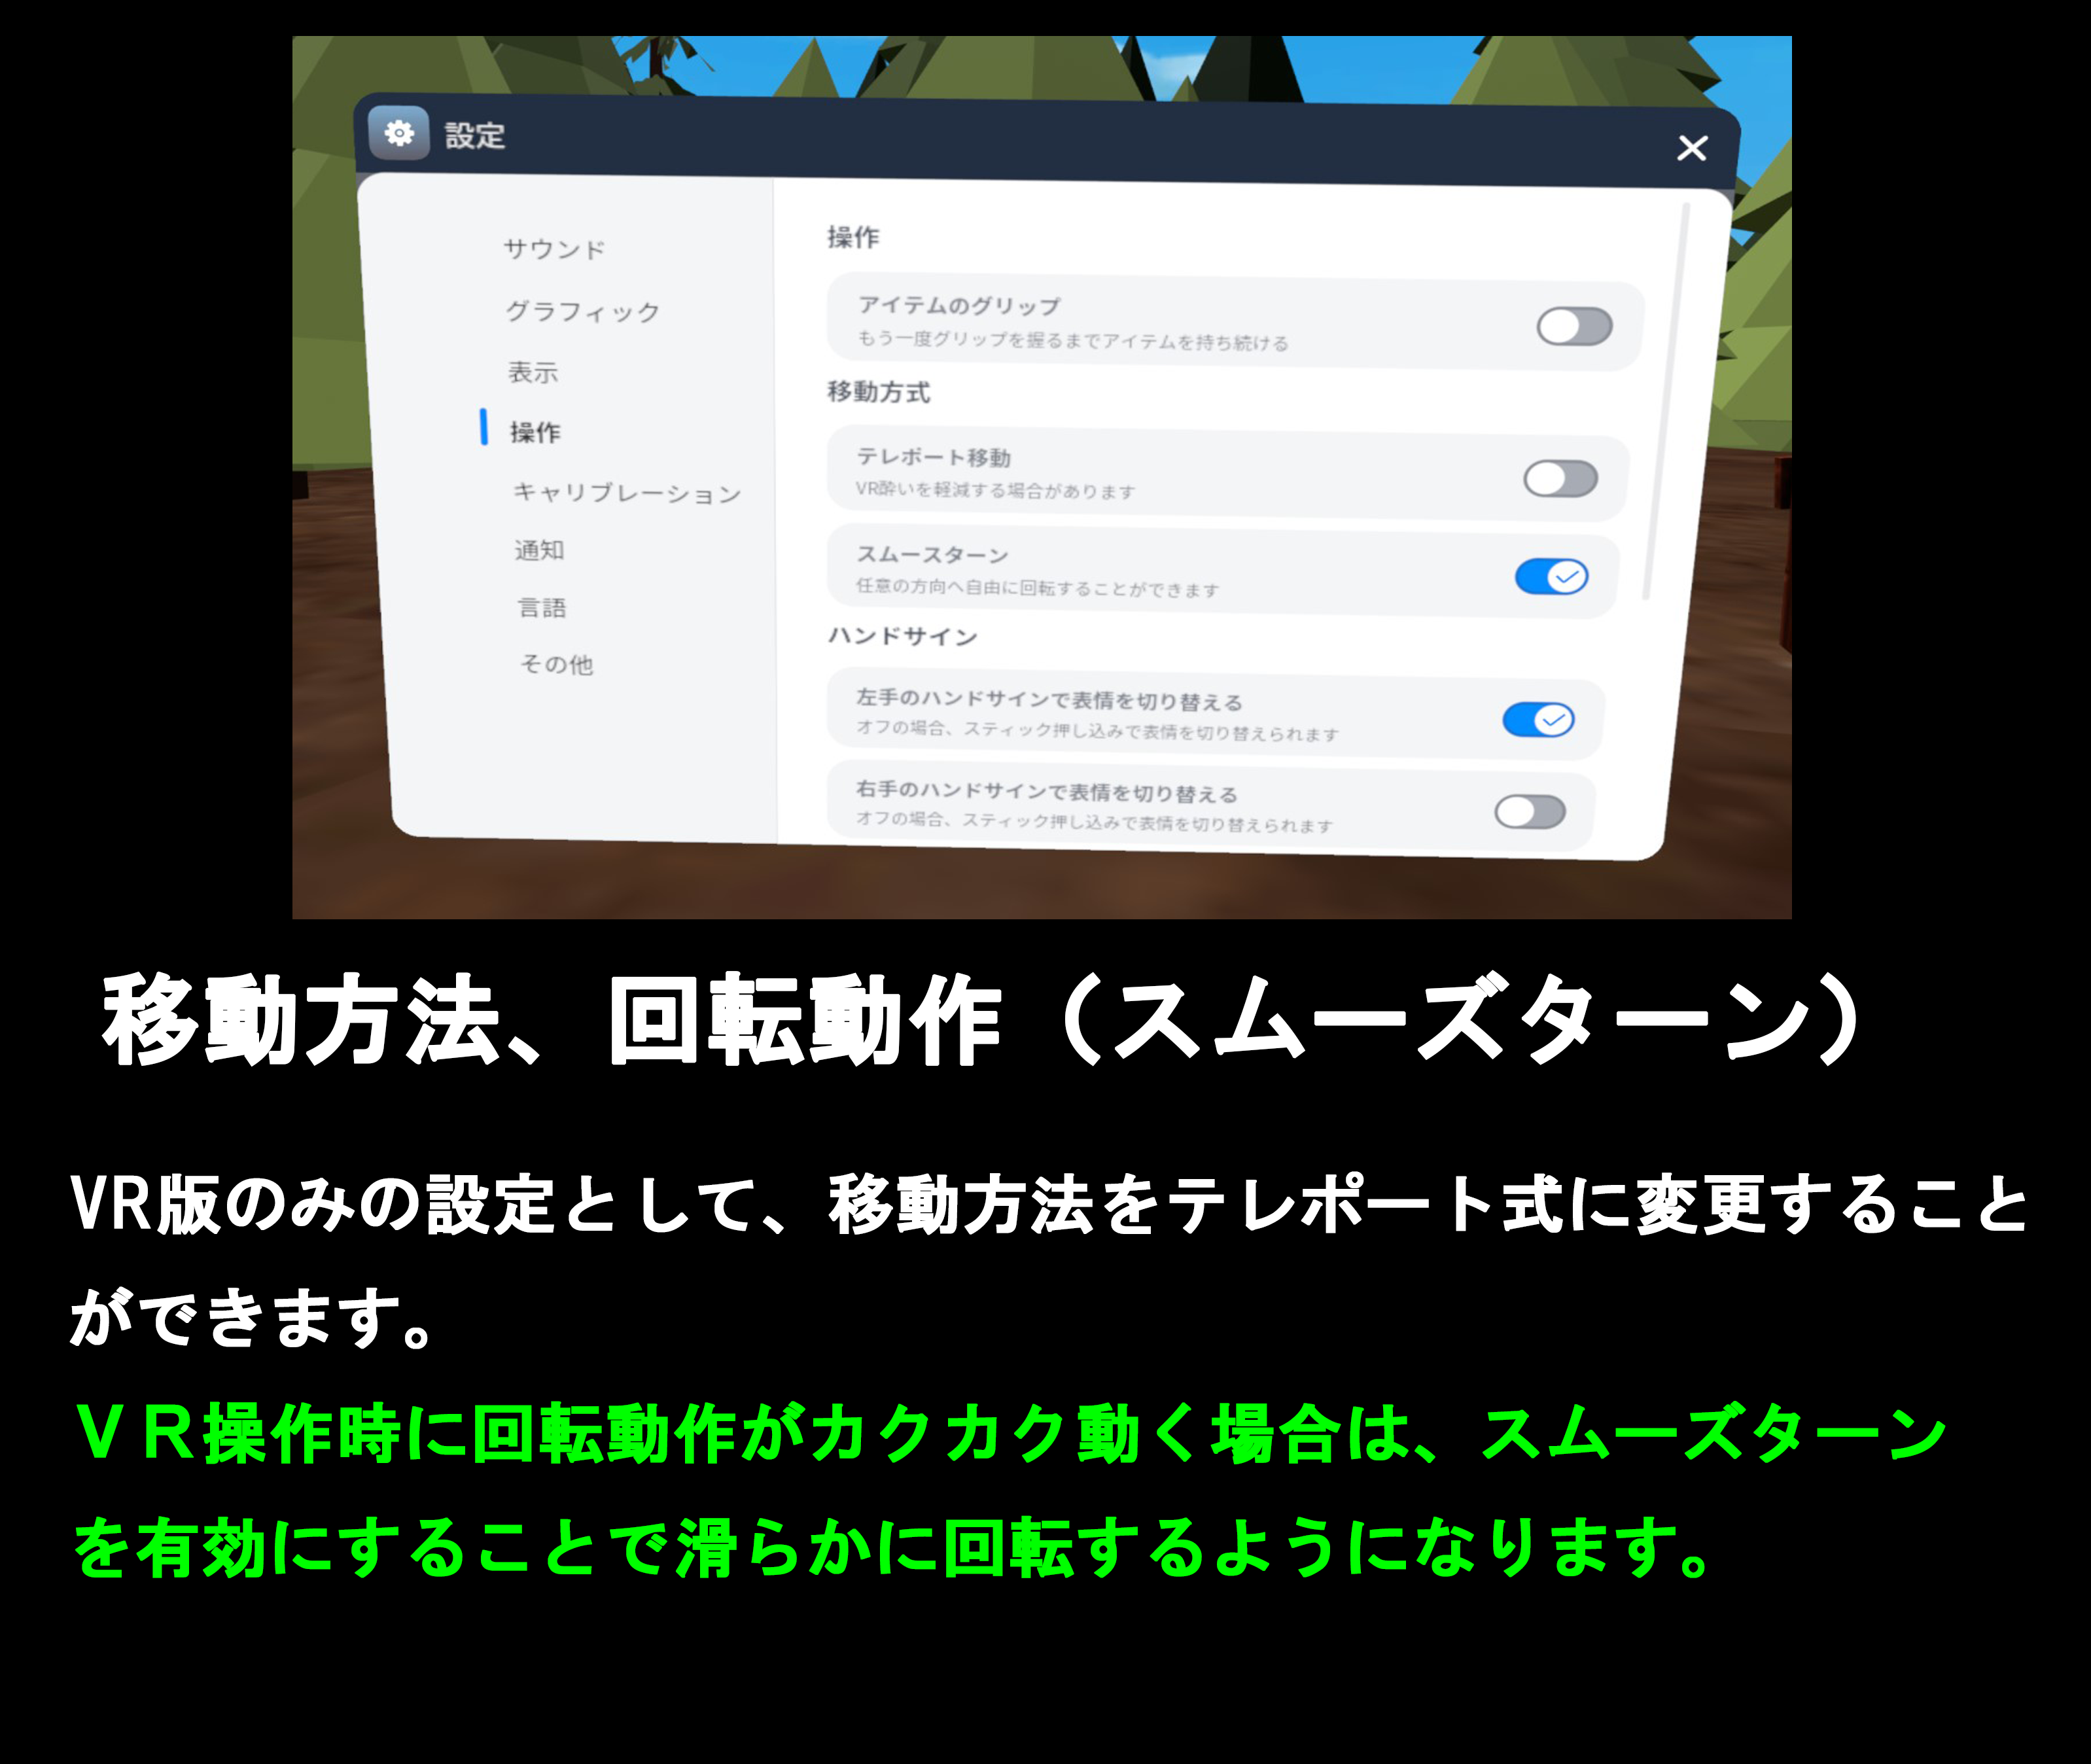 設定
サウンド
グラフィック
表示
操作
キャリブレーション
通知
言語
その他
操作
アイテムのグリップ
もう一度グリップを握るまでアイテムを持ち続ける
移動方式
テレポート移動
VR酔いを軽減する場合があります
スムースターン
任意の方向へ自由に回転することができます
ハンドサイン
左手のハンドサインで表情を切り替える
オフの場合、スティック押し込みで表情を切り替えられます
右手のハンドサインで表情を切り替える
オフの場合、スティック押し込みで表情を切り替えられます
移動方法、回転動作（スムーズターン）
VR版のみの設定として、移動方法をテレポート式に変更すること
ができます。
ＶＲ操作時に回転動作がカクカク動く場合は、スムーズターン
を有効にすることで滑らかに回転するようになります。